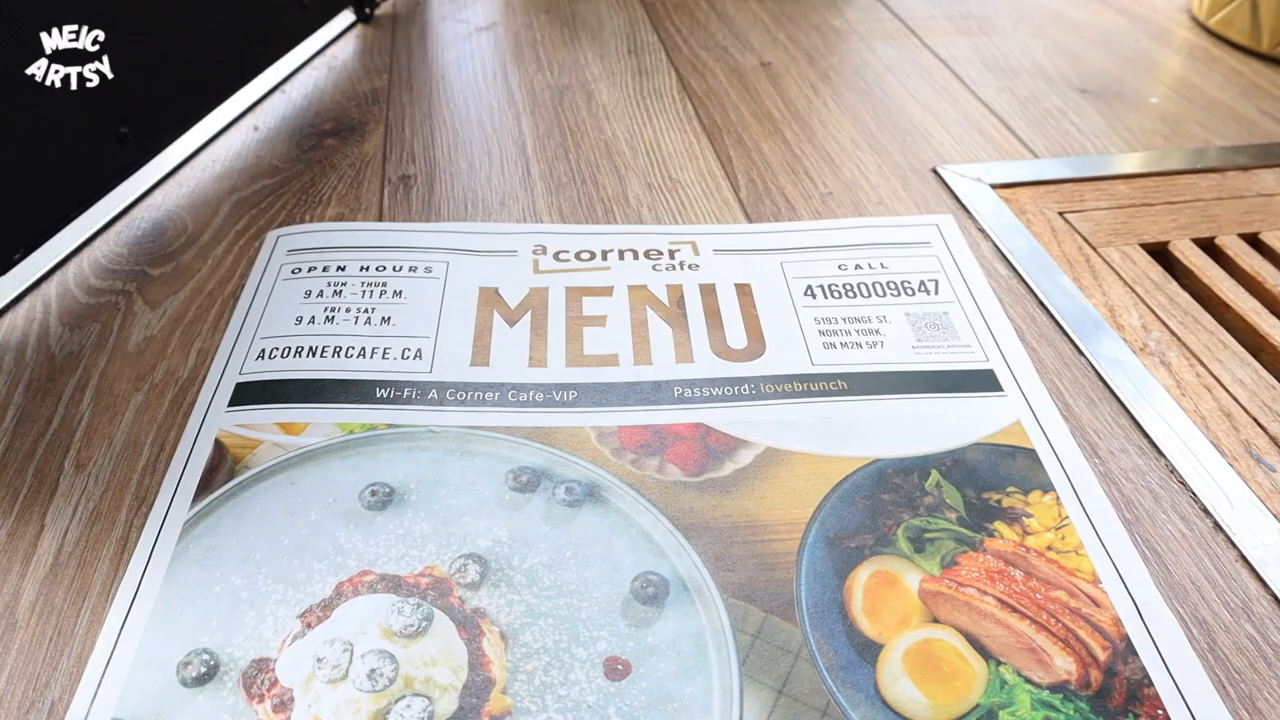 MEIC
ARTSY
OPEN HOURS
SUN - THUR
9 A.M.-11 P.M.
FRI & SAT
9 A.M.-1 A.M.
ACORNERCAFE.CA
a corner
cafe
MENU
CALL
4168009647
5193 YONGE ST,
NORTH YORK,
ON M2N 5P7
Wi-Fi: A Corner Cafe-VIP
Password: lovebrunch